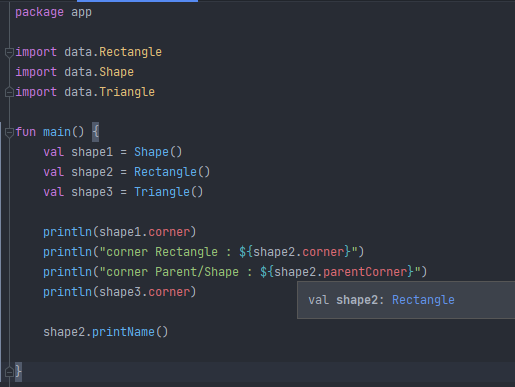 package app

import data.Rectangle
import data.Shape
import data.Triangle

fun main() {
    val shape1 = Shape()
    val shape2 = Rectangle()
    val shape3 = Triangle()

    println(shape1.corner)
    println("corner Rectangle : ${shape2.corner}")
    println("corner Parent/Shape : ${shape2.parentCorner}")
    println(shape3.corner)
val shape2: Rectangle

    shape2.printName()

}